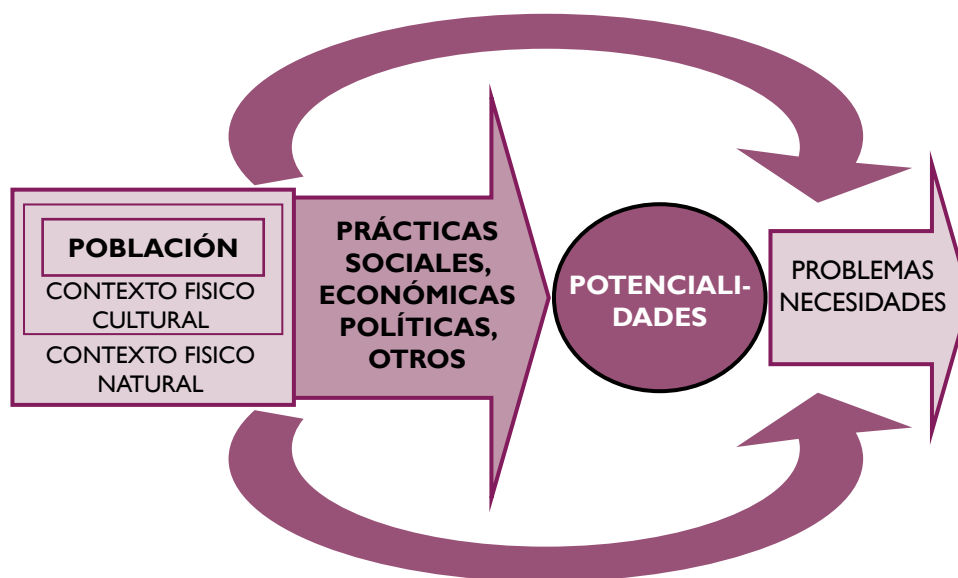 POBLACIÓN
CONTEXTO FISICO
CULTURAL
CONTEXTO FISICO
NATURAL
PRÁCTICAS
SOCIALES,
ECONÓMICAS
POLÍTICAS,
OTROS
POTENCIALI-
DADES
PROBLEMAS
NECESIDADES